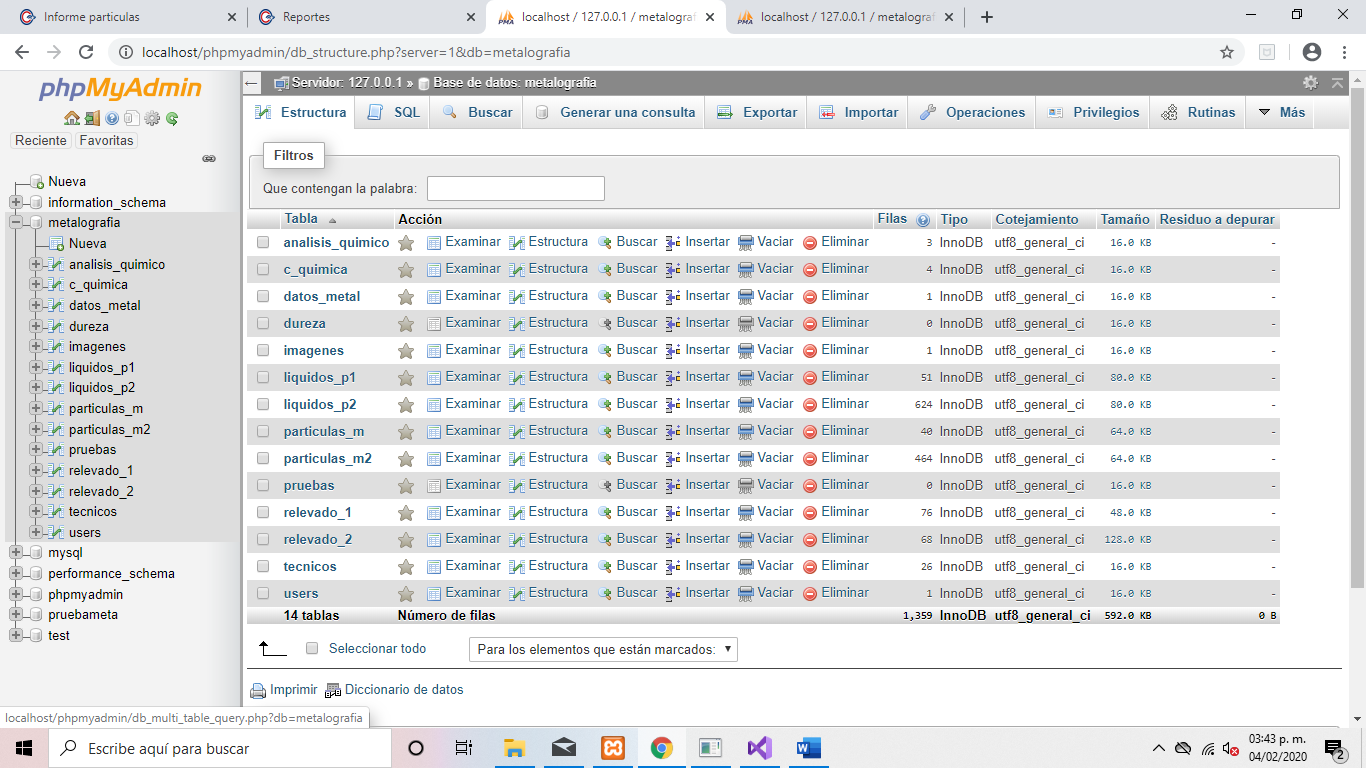 Informe particulas
Reportes
localhost / 127.0.0.1 / metalograf
localhost / 127.0.0.1 / metalograf
localhost/phpmyadmin/db_structure.php?server=1&db=metalografia
phpMyAdmin
Reciente Favoritas
Nueva
information_schema
metalografia
Nueva
analisis_quimico
c_quimica
datos_metal
dureza
imagenes
liquidos_p1
liquidos_p2
particulas_m
particulas_m2
pruebas
relevado_1
relevado_2
tecnicos
users
mysql
performance_schema
phpmyadmin
pruebameta
test
Servidor: 127.0.0.1 » Base de datos: metalografia
Estructura SQL Buscar Generar una consulta Exportar Importar Operaciones Privilegios Rutinas Más
Filtros
Que contengan la palabra:
Tabla Acción Filas Tipo Cotejamiento Tamaño Residuo a depurar
analisis_quimico Examinar Estructura Buscar Insertar Vaciar Eliminar 3 InnoDB utf8_general_ci 16.0 KB -
c_quimica Examinar Estructura Buscar Insertar Vaciar Eliminar 4 InnoDB utf8_general_ci 16.0 KB -
datos_metal Examinar Estructura Buscar Insertar Vaciar Eliminar 1 InnoDB utf8_general_ci 16.0 KB -
dureza Examinar Estructura Buscar Insertar Vaciar Eliminar 0 InnoDB utf8_general_ci 16.0 KB -
imagenes Examinar Estructura Buscar Insertar Vaciar Eliminar 1 InnoDB utf8_general_ci 16.0 KB -
liquidos_p1 Examinar Estructura Buscar Insertar Vaciar Eliminar 51 InnoDB utf8_general_ci 80.0 KB -
liquidos_p2 Examinar Estructura Buscar Insertar Vaciar Eliminar 624 InnoDB utf8_general_ci 80.0 KB -
particulas_m Examinar Estructura Buscar Insertar Vaciar Eliminar 40 InnoDB utf8_general_ci 64.0 KB -
particulas_m2 Examinar Estructura Buscar Insertar Vaciar Eliminar 464 InnoDB utf8_general_ci 64.0 KB -
pruebas Examinar Estructura Buscar Insertar Vaciar Eliminar 0 InnoDB utf8_general_ci 16.0 KB -
relevado_1 Examinar Estructura Buscar Insertar Vaciar Eliminar 76 InnoDB utf8_general_ci 48.0 KB -
relevado_2 Examinar Estructura Buscar Insertar Vaciar Eliminar 68 InnoDB utf8_general_ci 128.0 KB -
tecnicos Examinar Estructura Buscar Insertar Vaciar Eliminar 26 InnoDB utf8_general_ci 16.0 KB -
users Examinar Estructura Buscar Insertar Vaciar Eliminar 1 InnoDB utf8_general_ci 16.0 KB -
14 tablas Número de filas 1,359 InnoDB utf8_general_ci 592.0 KB 0 B
Seleccionar todo Para los elementos que están marcados:
Imprimir Diccionario de datos
localhost/phpmyadmin/db_multi_table_query.php?db=metalografia
Escribe aquí para buscar
03:43 p. m.
04/02/2020
2